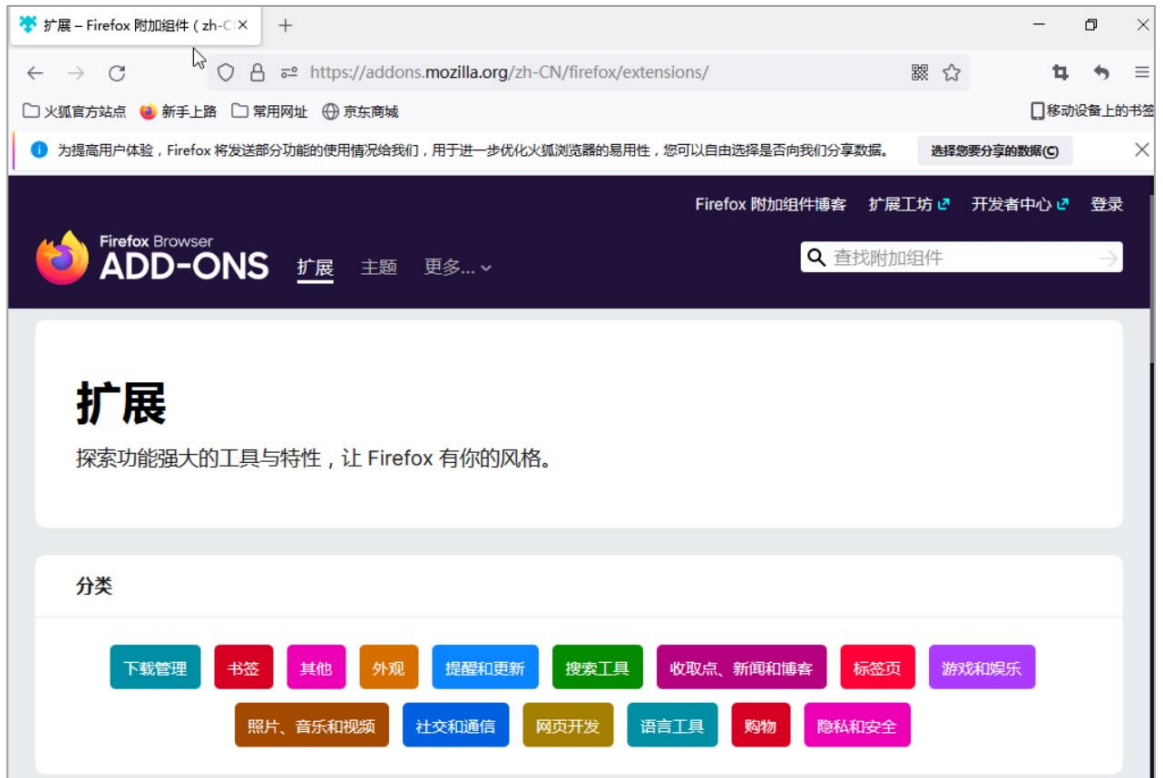 扩展 – Firefox 附加组件 ( zh-C
https://addons.mozilla.org/zh-CN/firefox/extensions/
火狐官方站点 新手上路 常用网址 京东商城 移动设备上的书签
为提高用户体验，Firefox 将发送部分功能的使用情况给我们，用于进一步优化火狐浏览器的易用性，您可以自由选择是否向我们分享数据。 选择您要分享的数据(C)
Firefox 附加组件博客 扩展工坊 开发者中心 登录
Firefox Browser
ADD-ONS 扩展 主题 更多... 查找附加组件
扩展
探索功能强大的工具与特性，让 Firefox 有你的风格。
分类
下载管理 书签 其他 外观 提醒和更新 搜索工具 收取点、新闻和博客 标签页 游戏和娱乐
照片、音乐和视频 社交和通信 网页开发 语言工具 购物 隐私和安全